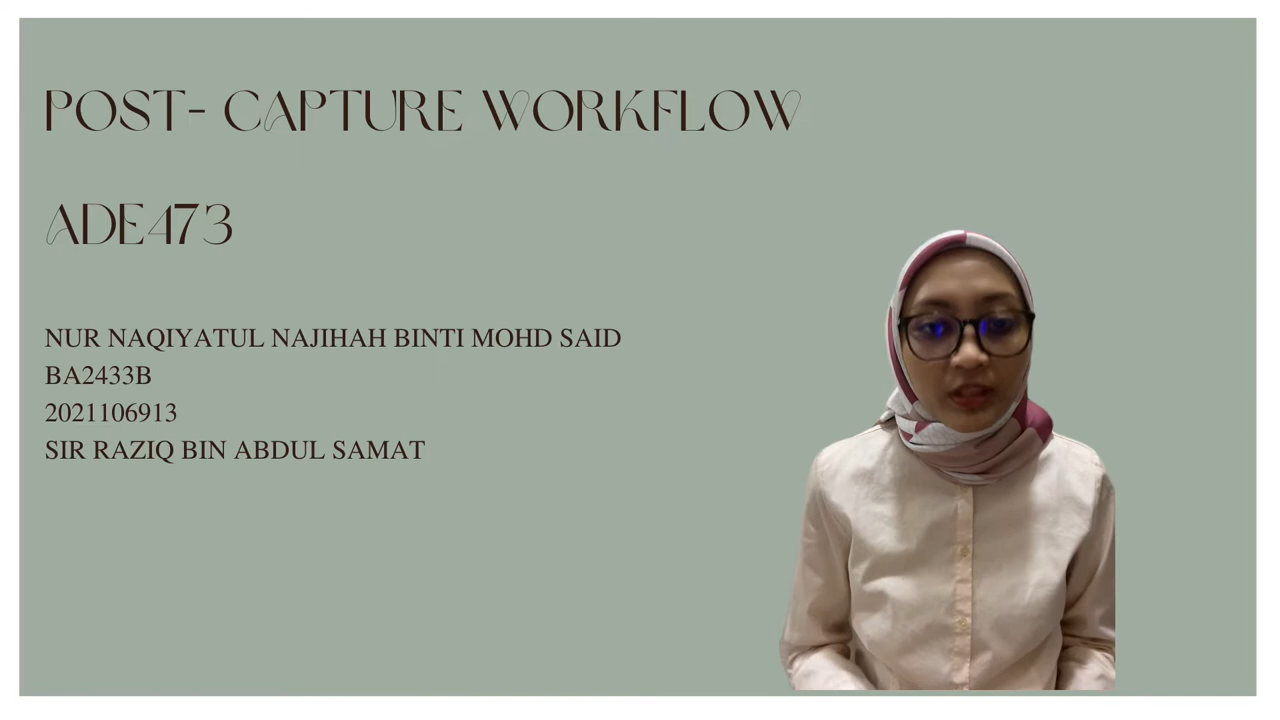 POST- CAPTURE WORKFLOW
ADE473
NUR NAQIYATUL NAJIHAH BINTI MOHD SAID
BA2433B
2021106913
SIR RAZIQ BIN ABDUL SAMAT